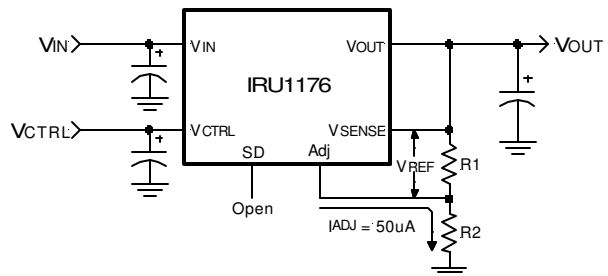 VIN
VIN
VOUT
VOUT
IRU1176
VCTRL
VCTRL
VSENSE
SD
Adj
VREF
R1
Open
IADJ = 50uA
R2